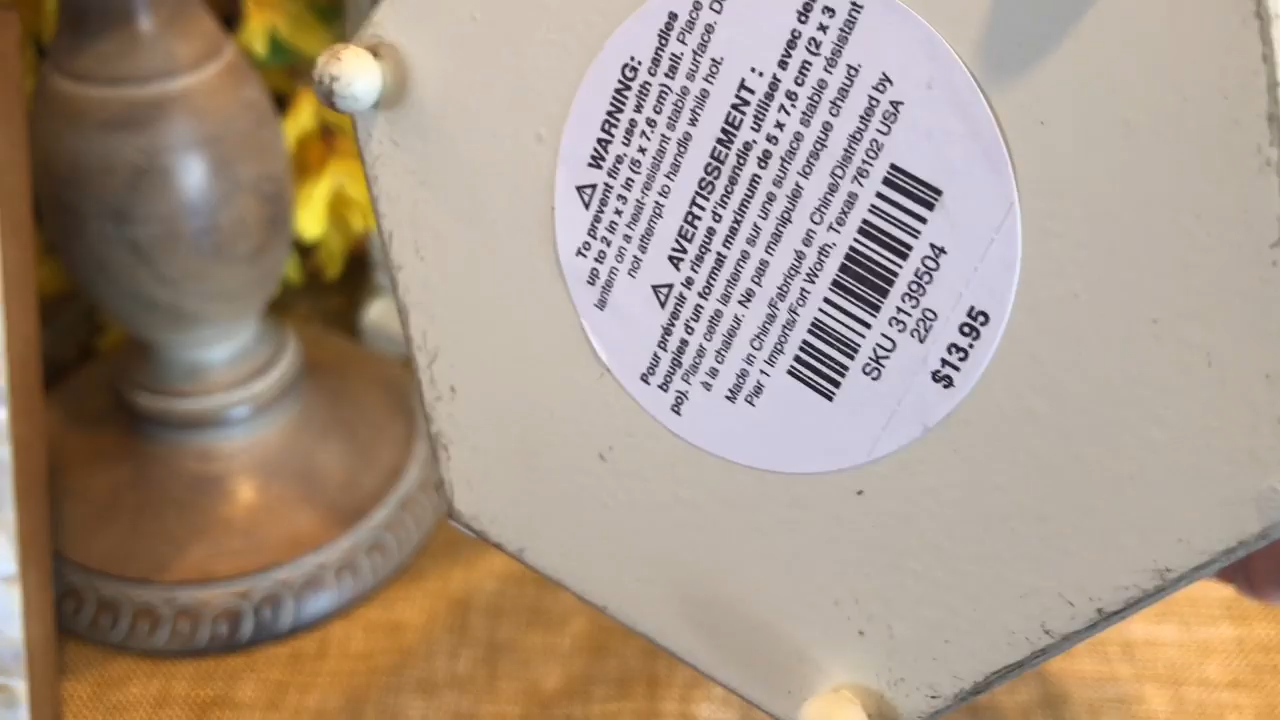 ⚠ WARNING:
To prevent fire, use with candles
up to 2 in x 3 in (5 x 7.6 cm) tall. Place
lantern on a heat-resistant stable surface.
not attempt to handle while hot.
⚠ AVERTISSEMENT :
Pour prévenir le risque d'incendie, utiliser avec des
bougies d'un format maximum de 5 x 7,6 cm (2 x 3
po). Placer cette lanterne sur une surface stable résistant
à la chaleur. Ne pas manipuler lorsque chaud.
Made in China/Fabriqué en Chine/Distributed by
Pier 1 Imports/Fort Worth, Texas 76102 USA
SKU 3139504
220
$13.95